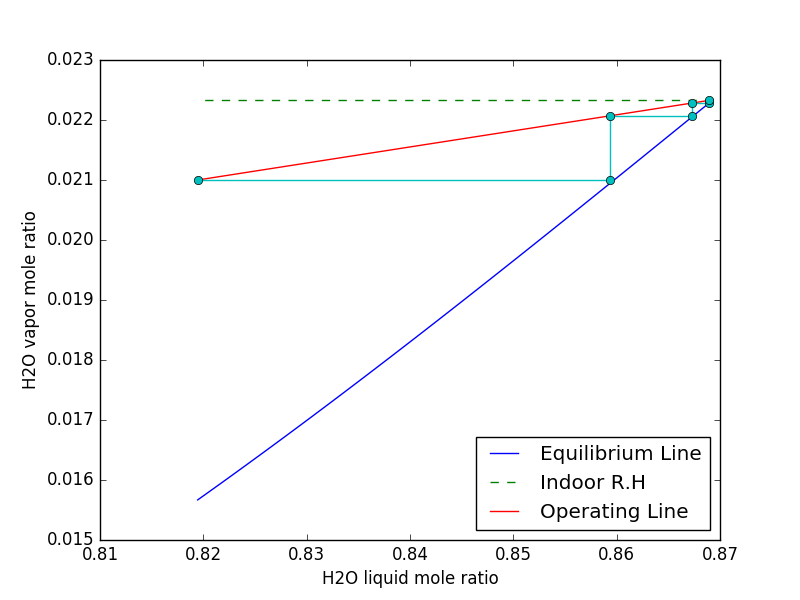 0.023
0.022
0.021
0.020
0.019
0.018
0.017
0.016
0.015
H2O vapor mole ratio
Equilibrium Line
Indoor R.H
Operating Line
0.81 0.82 0.83 0.84 0.85 0.86 0.87
H2O liquid mole ratio